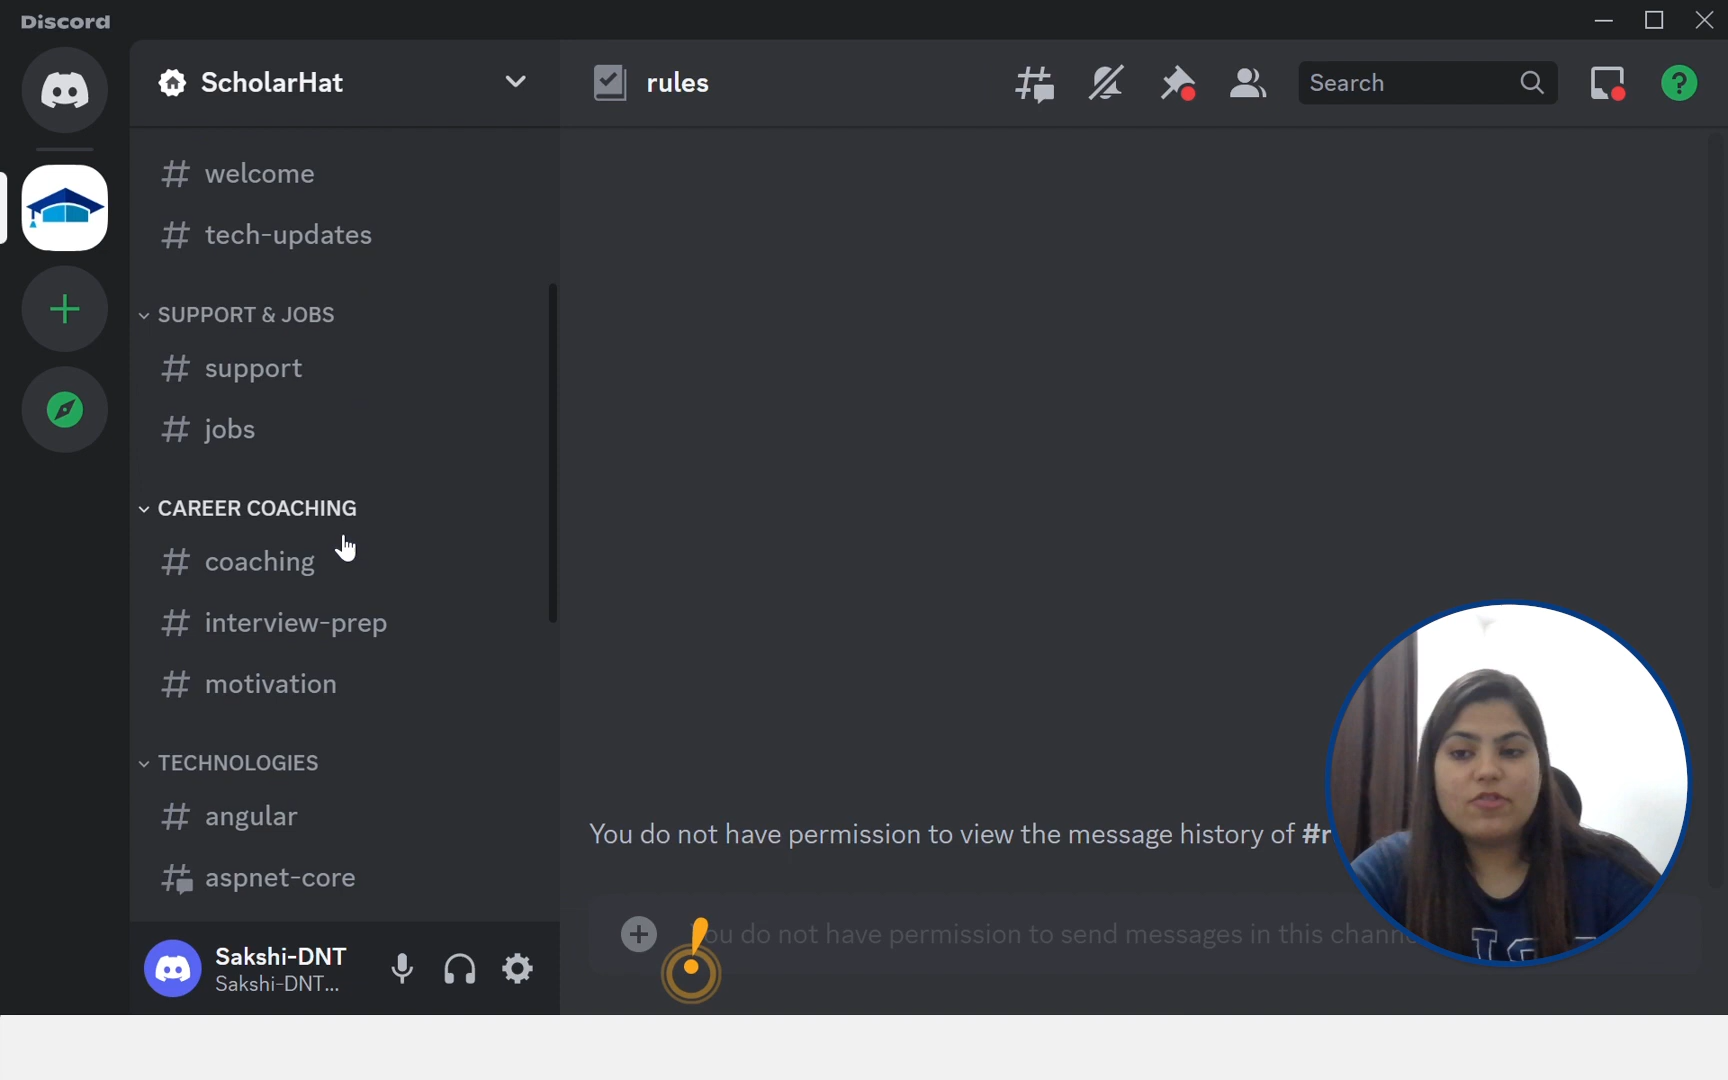 Discord
ScholarHat
rules
Search
welcome
tech-updates
SUPPORT & JOBS
support
jobs
CAREER COACHING
coaching
interview-prep
motivation
TECHNOLOGIES
angular
aspnet-core
You do not have permission to view the message history of #r
ou do not have permission to send messages in this chann
Sakshi-DNT
Sakshi-DNT...